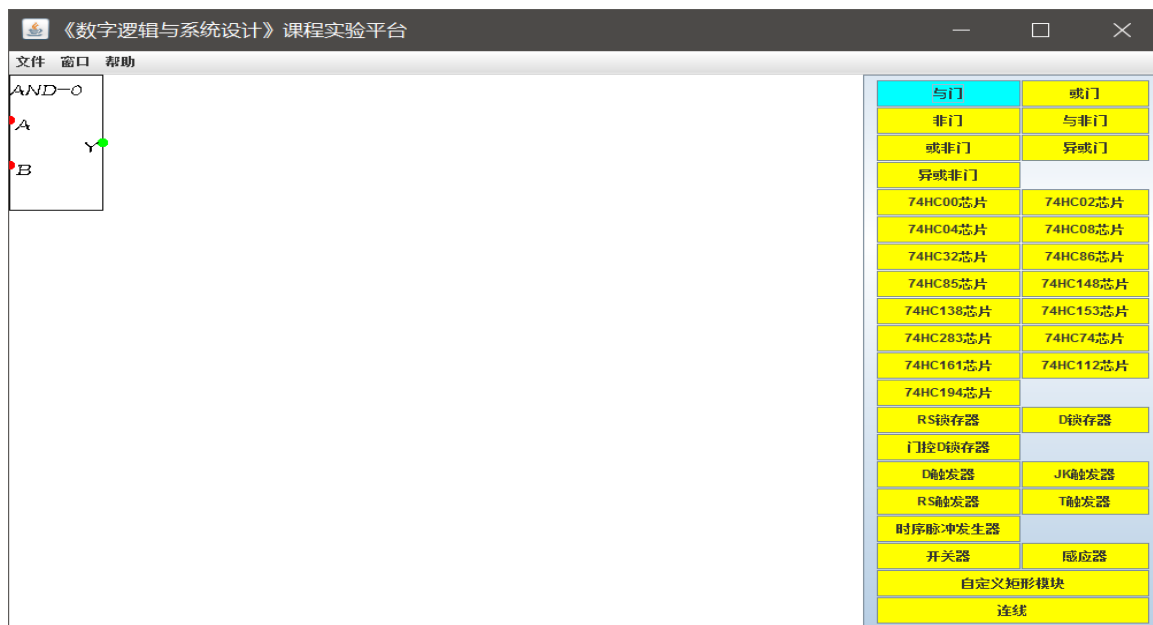 《数字逻辑与系统设计》课程实验平台
文件 窗口 帮助
AND-0
A
Y
B
与门 或门
非门 与非门
或非门 异或门
异或非门
74HC00芯片 74HC02芯片
74HC04芯片 74HC08芯片
74HC32芯片 74HC86芯片
74HC85芯片 74HC148芯片
74HC138芯片 74HC153芯片
74HC283芯片 74HC74芯片
74HC161芯片 74HC112芯片
74HC194芯片
RS锁存器 D锁存器
门控D锁存器
D触发器 JK触发器
RS触发器 T触发器
时序脉冲发生器
开关器 感应器
自定义矩形模块
连线